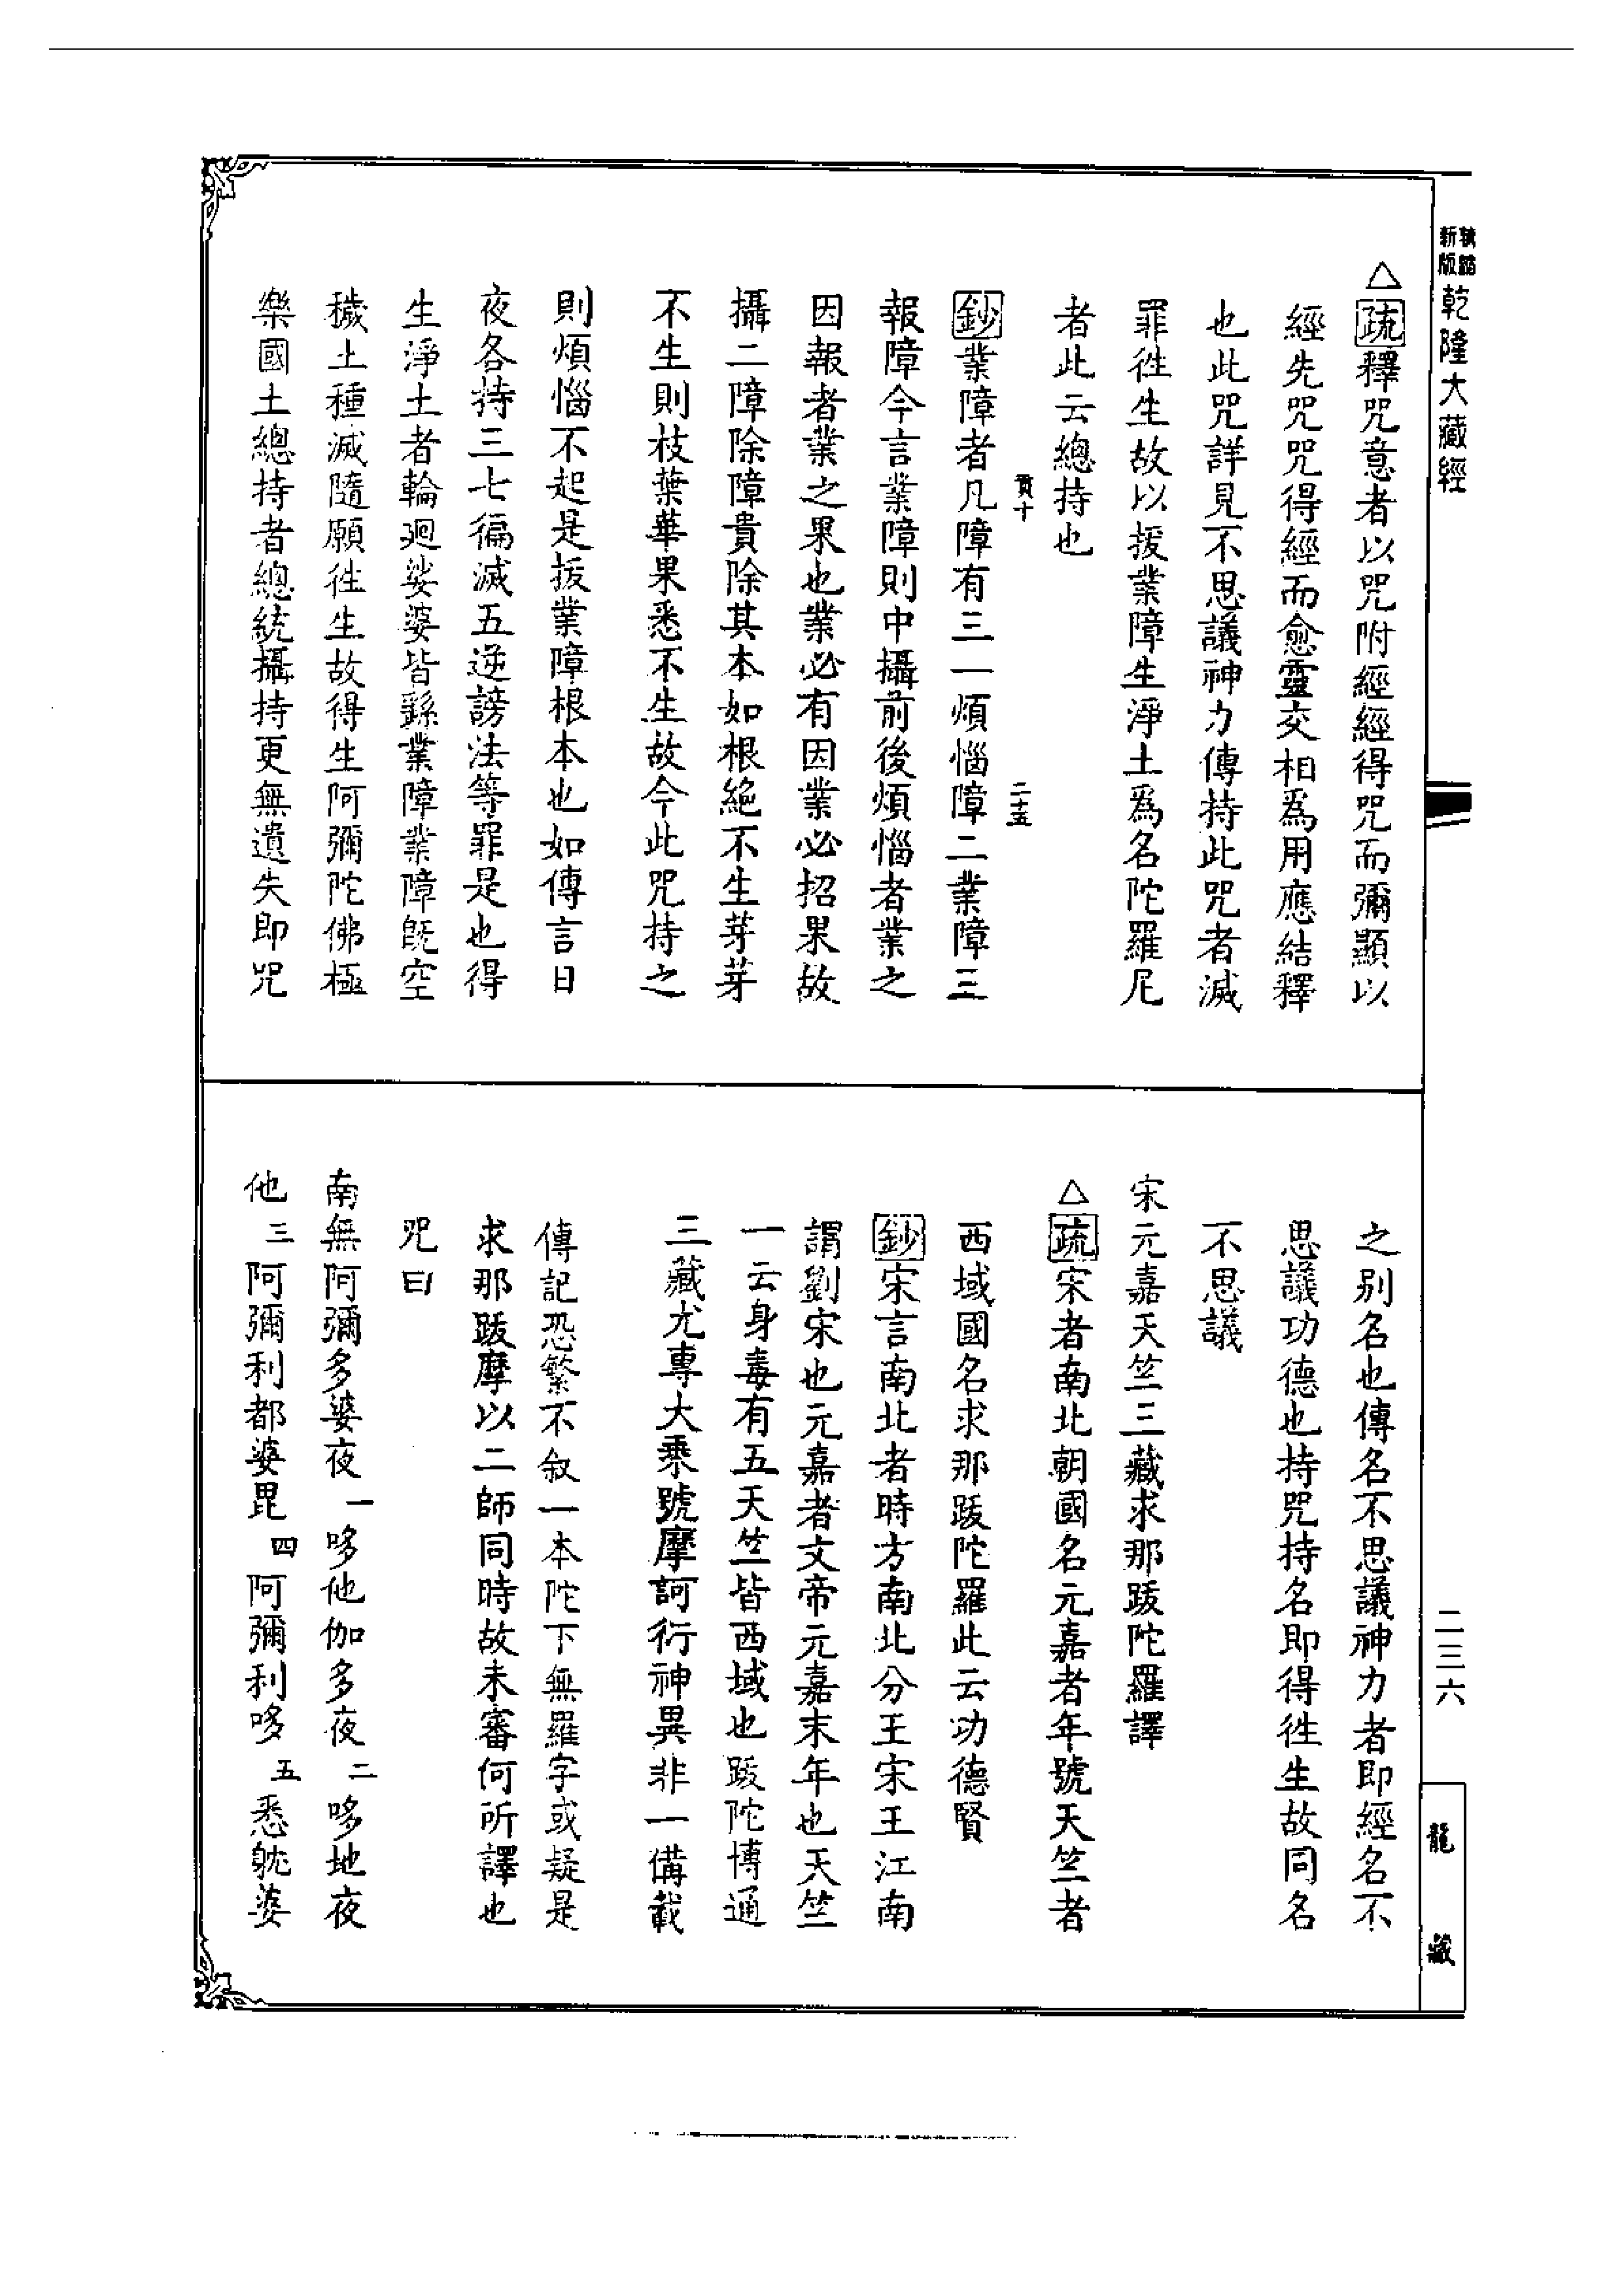 新版
乾隆大藏經
△疏釋咒意者以咒附經經得咒而彌顯以
經先咒咒得經而愈靈交相為用應結釋
也此咒詳見不思議神力傳持此咒者滅
罪徃生故以拔業障生淨土為名陀羅尼
者此云總持也
貢十
二十五
鈔業障者凡障有三一煩惱障二業障三
報障今言業障則中攝前後煩惱者業之
因報者業之果也業必有因業必招果故
攝二障除障貴除其本如根絕不生芽芽
不生則枝葉華果悉不生故今此咒持之
則煩惱不起是拔業障根本也如傳言日
夜各持三七徧滅五逆謗法等罪是也得
生淨土者輪迴娑婆皆繇業障業障旣空
穢土種滅隨願徃生故得生阿彌陀佛極
樂國土總持者總統攝持更無遺失即咒
之別名也傳名不思議神力者即經名不
思議功德也持咒持名即得徃生故同名
不思議
宋元嘉天竺三藏求那跋陀羅譯
△疏宋者南北朝國名元嘉者年號天竺者
西域國名求那跋陀羅此云功德賢
鈔宋言南北者時方南北分王宋王江南
謂劉宋也元嘉者文帝元嘉末年也天竺
一云身毒有五天竺皆西域也跋陀博通
三藏尤專大乘號摩訶衍神異非一備載
傳記恐繁不叙一本陀下無羅字或疑是
求那跋摩以二師同時故未審何所譯也
咒曰
南無阿彌多婆夜一哆他伽多夜二哆地夜
他三阿彌利都婆毘四阿彌利哆五悉躭婆
二三六
龍藏